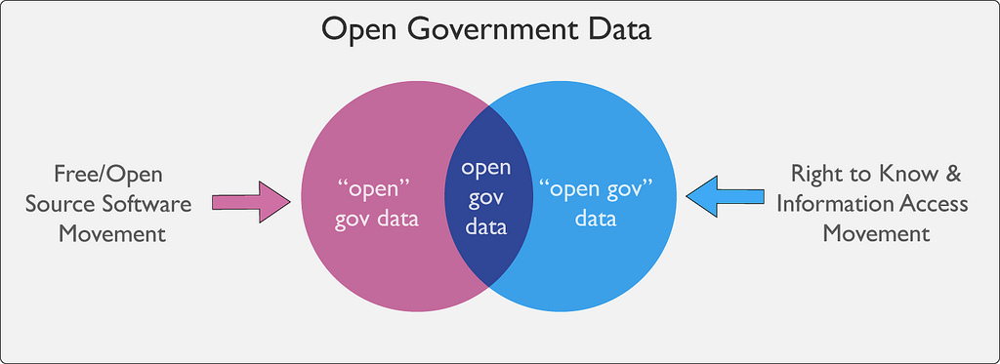 Open Government Data
Free/Open
Source Software
Movement
“open”
gov data
open
gov
data
“open gov”
data
Right to Know &
Information Access
Movement